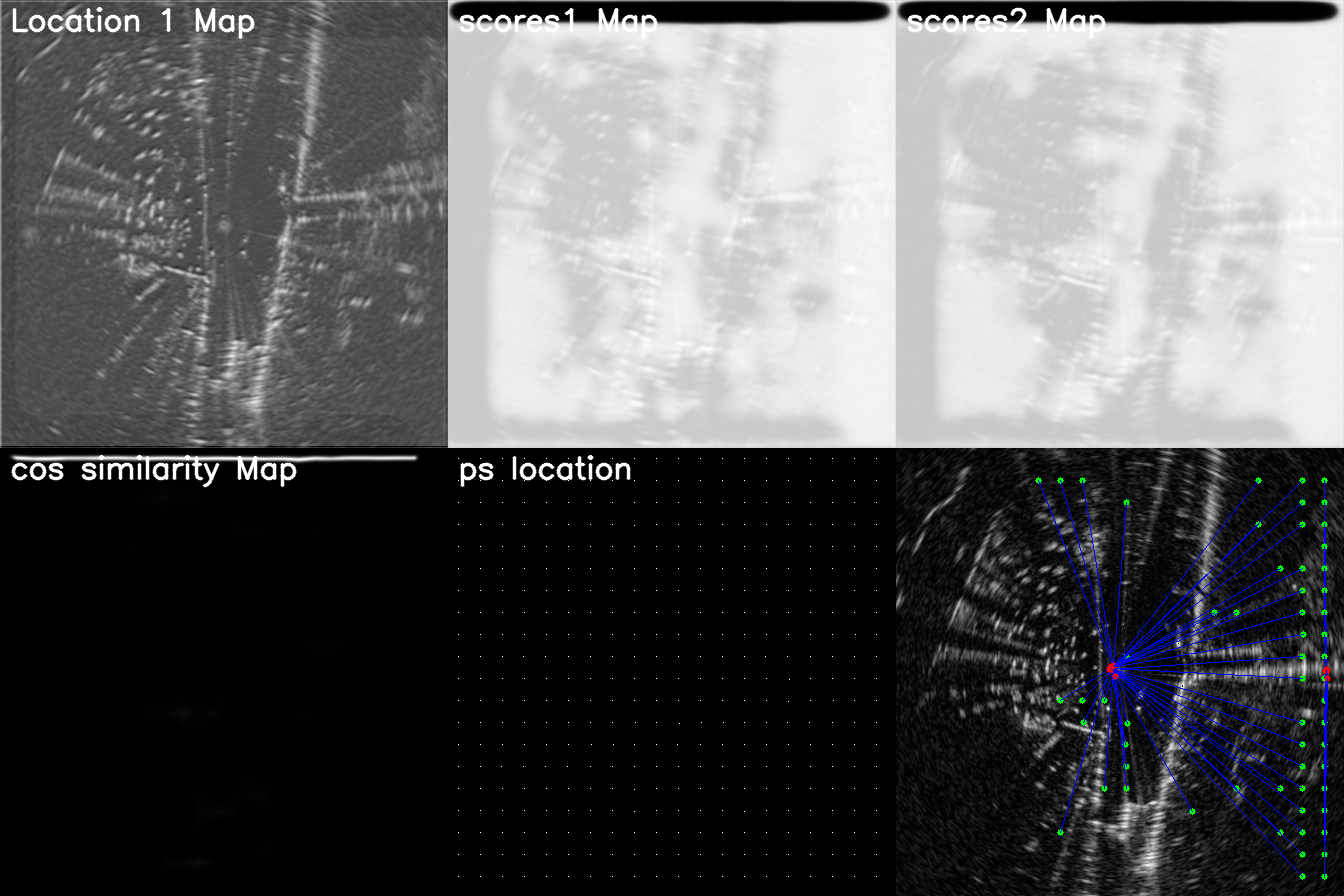 Location 1 Map
scores1 Map
scores2 Map
cos similarity Map
ps location